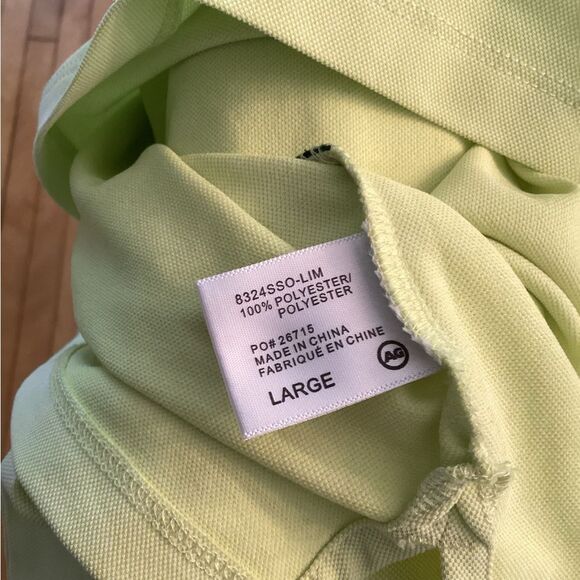 8324SSO-LIM
100% POLYESTER/
POLYESTER
PO# 26715
MADE IN CHINA
FABRIQUÉ EN CHINE
AG
LARGE